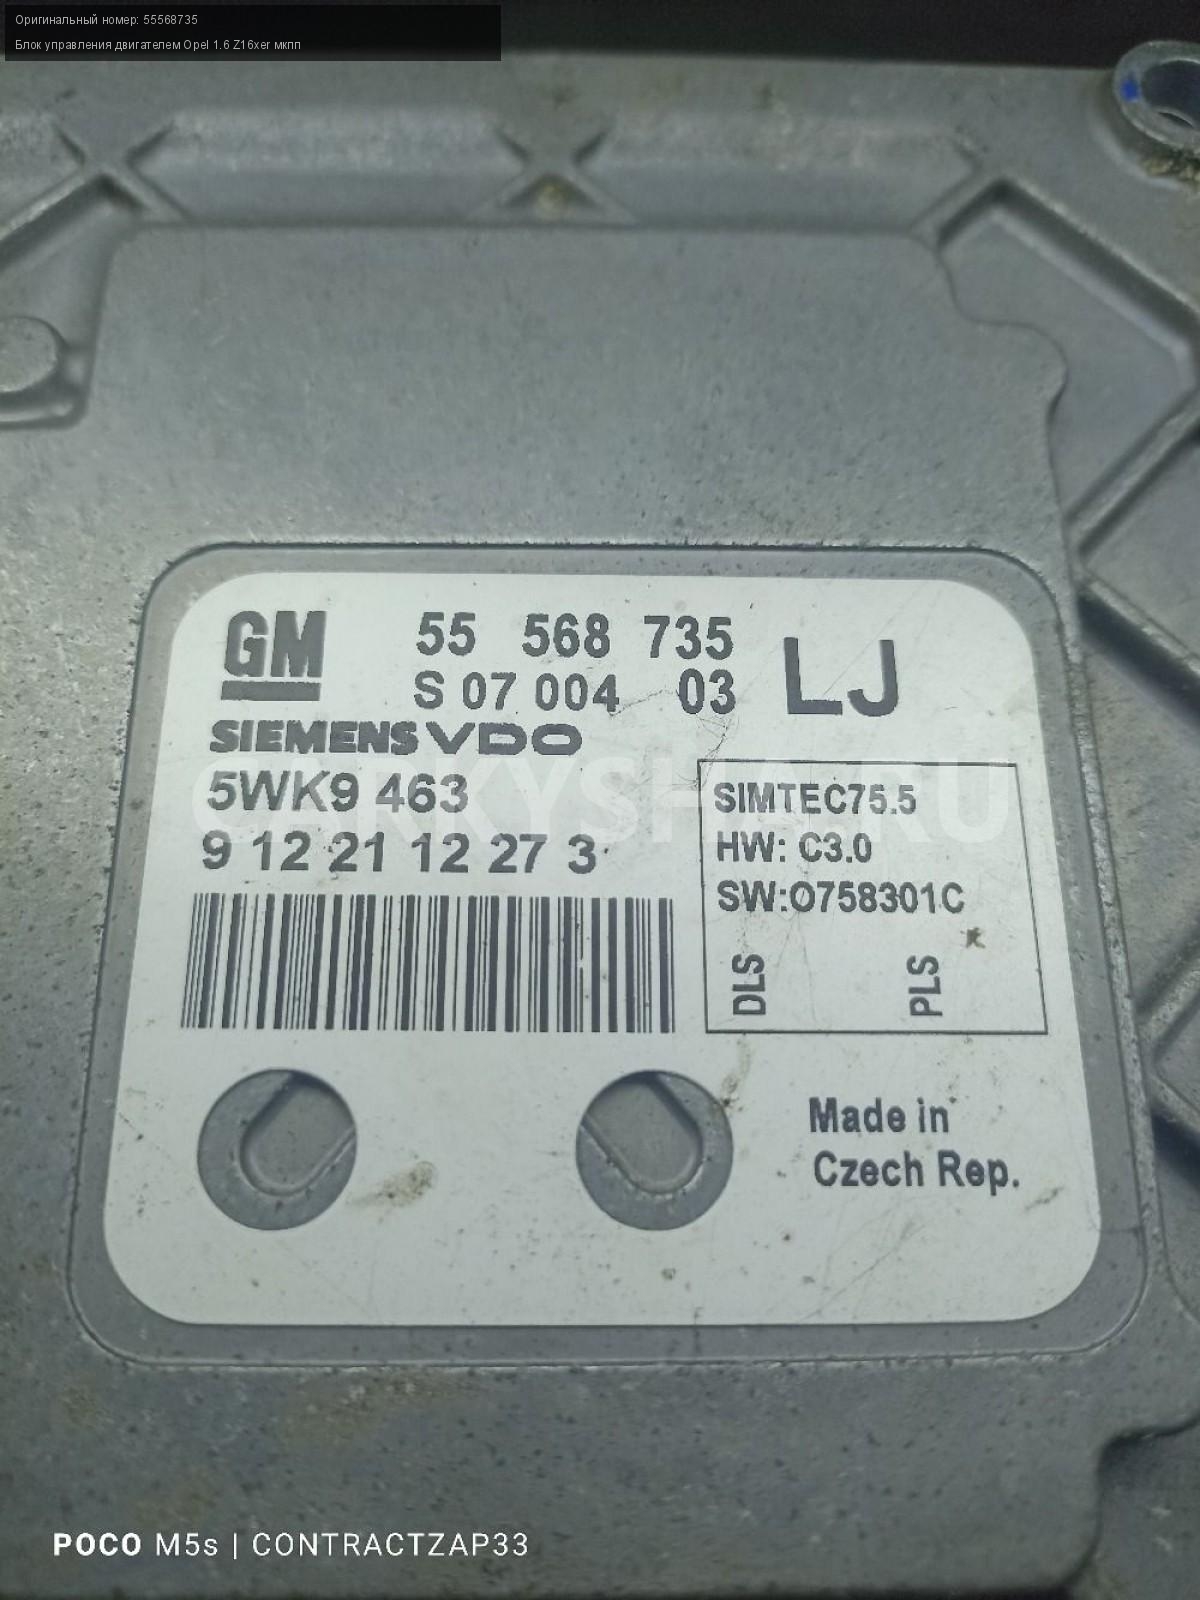 Оригинальный номер: 55568735
Блок управления двигателем Opel 1.6 Z16xer мкпп
GM
55 568 735
S 07 004 03
LJ
SIEMENS VDO
5WK9 463
9 12 21 12 27 3
SIMTEC75.5
HW: C3.0
SW:O758301C
DLS
PLS
CARKYSHA.RU
Made in
Czech Rep.
POCO M5s | CONTRACTZAP33